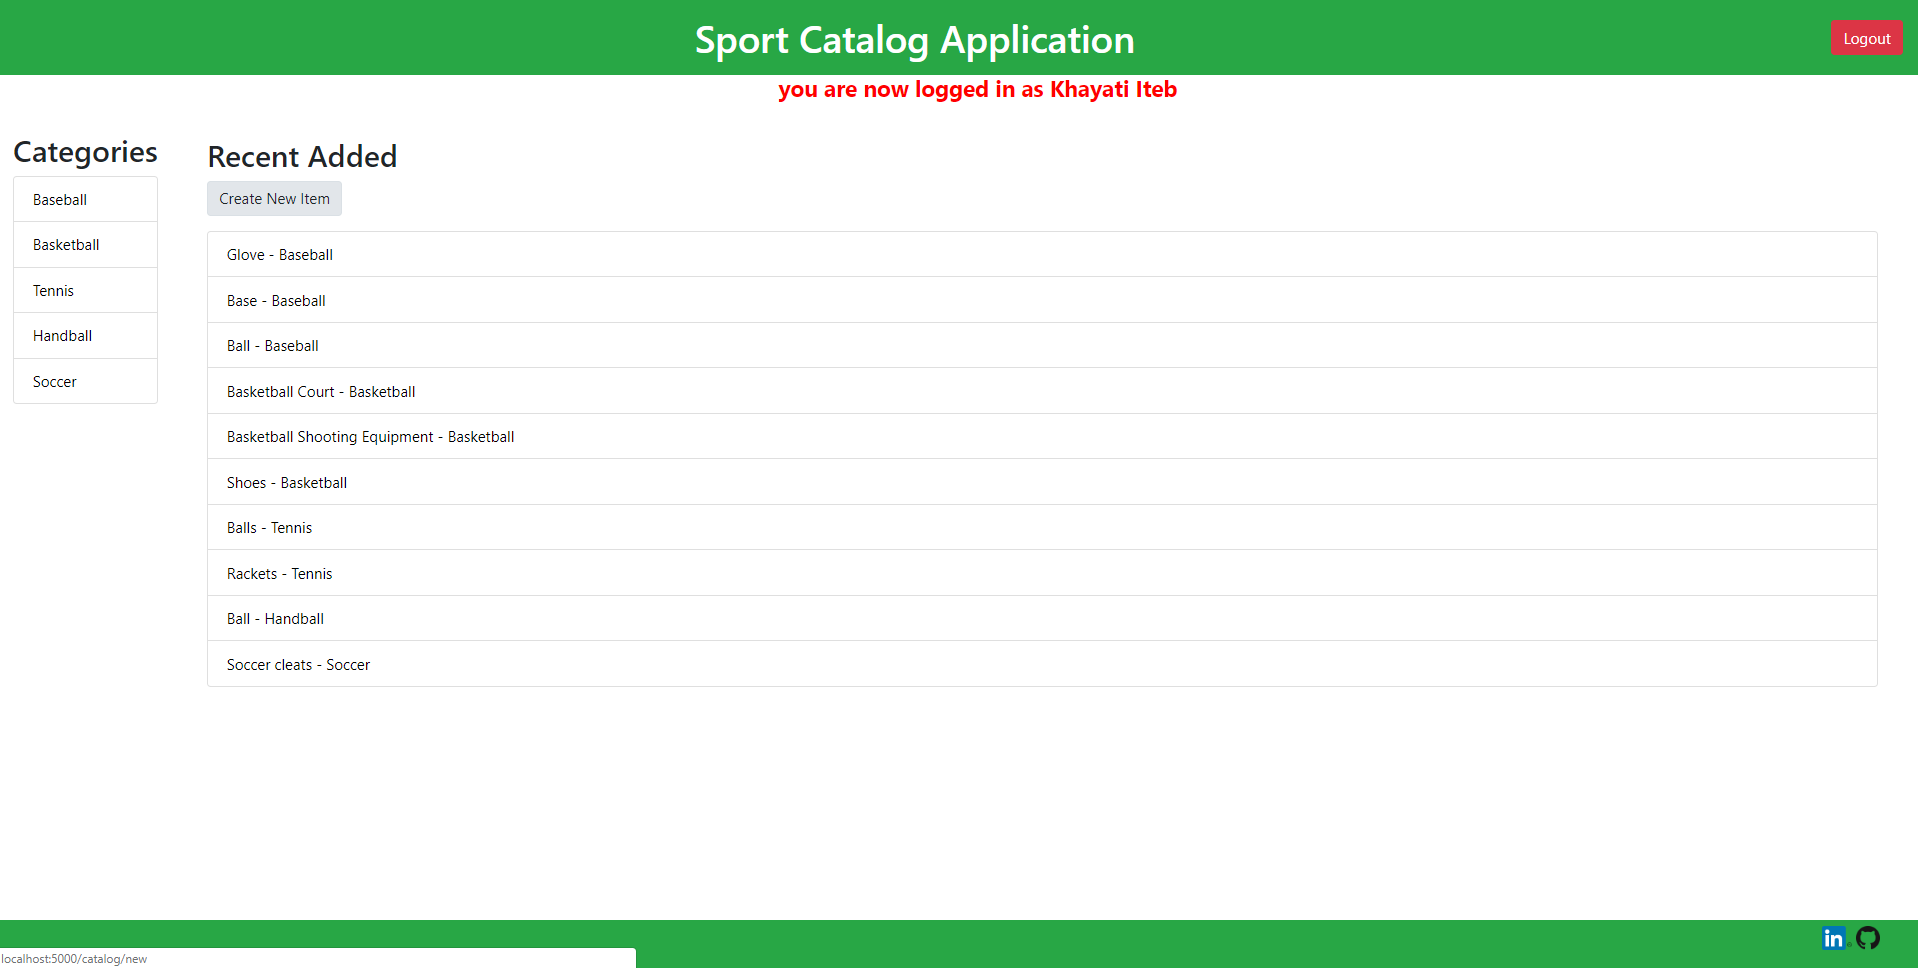 Sport Catalog Application
Logout
you are now logged in as Khayati Iteb
Categories
Baseball
Basketball
Tennis
Handball
Soccer
Recent Added
Create New Item
Glove - Baseball
Base - Baseball
Ball - Baseball
Basketball Court - Basketball
Basketball Shooting Equipment - Basketball
Shoes - Basketball
Balls - Tennis
Rackets - Tennis
Ball - Handball
Soccer cleats - Soccer
in
localhost:5000/catalog/new